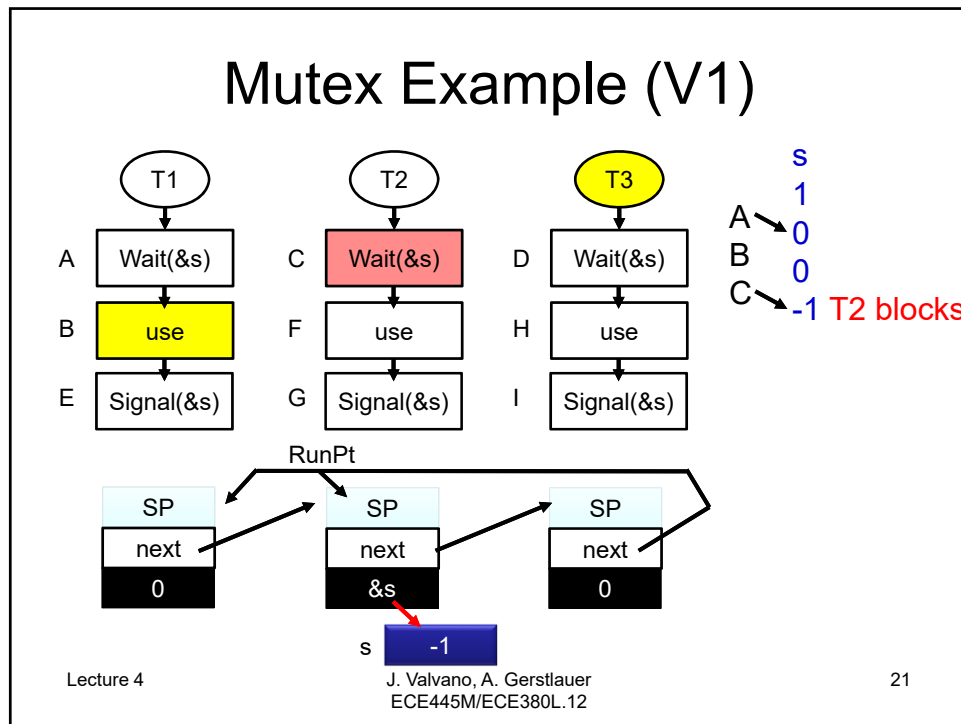 Mutex Example (V1)
T1 T2 T3
s
1
A Wait(&s) C Wait(&s) D Wait(&s)
A 0
B 0
C -1 T2 blocks
B use F use H use
E Signal(&s) G Signal(&s) I Signal(&s)
RunPt
SP SP SP
next next next
0 &s 0
s -1
Lecture 4 J. Valvano, A. Gerstlauer 21
ECE445M/ECE380L.12